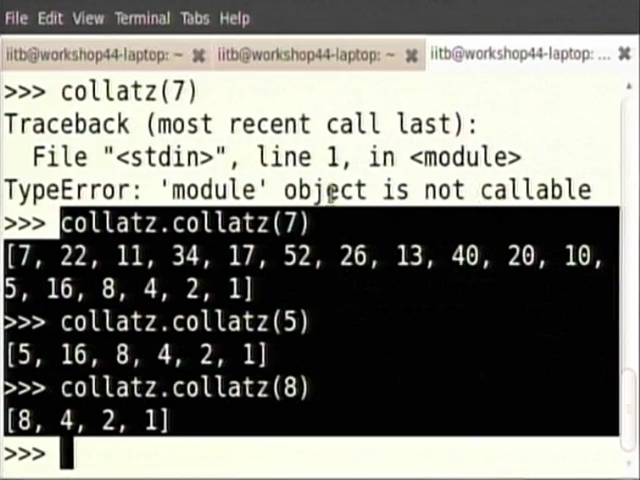 File Edit View Terminal Tabs Help
iitb@workshop44-laptop: ~ ✖ iitb@workshop44-laptop: ~ ✖ iitb@workshop44-laptop: ... ✖
>>> collatz(7)
Traceback (most recent call last):
  File "<stdin>", line 1, in <module>
TypeError: 'module' object is not callable
>>> collatz.collatz(7)
[7, 22, 11, 34, 17, 52, 26, 13, 40, 20, 10,
5, 16, 8, 4, 2, 1]
>>> collatz.collatz(5)
[5, 16, 8, 4, 2, 1]
>>> collatz.collatz(8)
[8, 4, 2, 1]
>>>